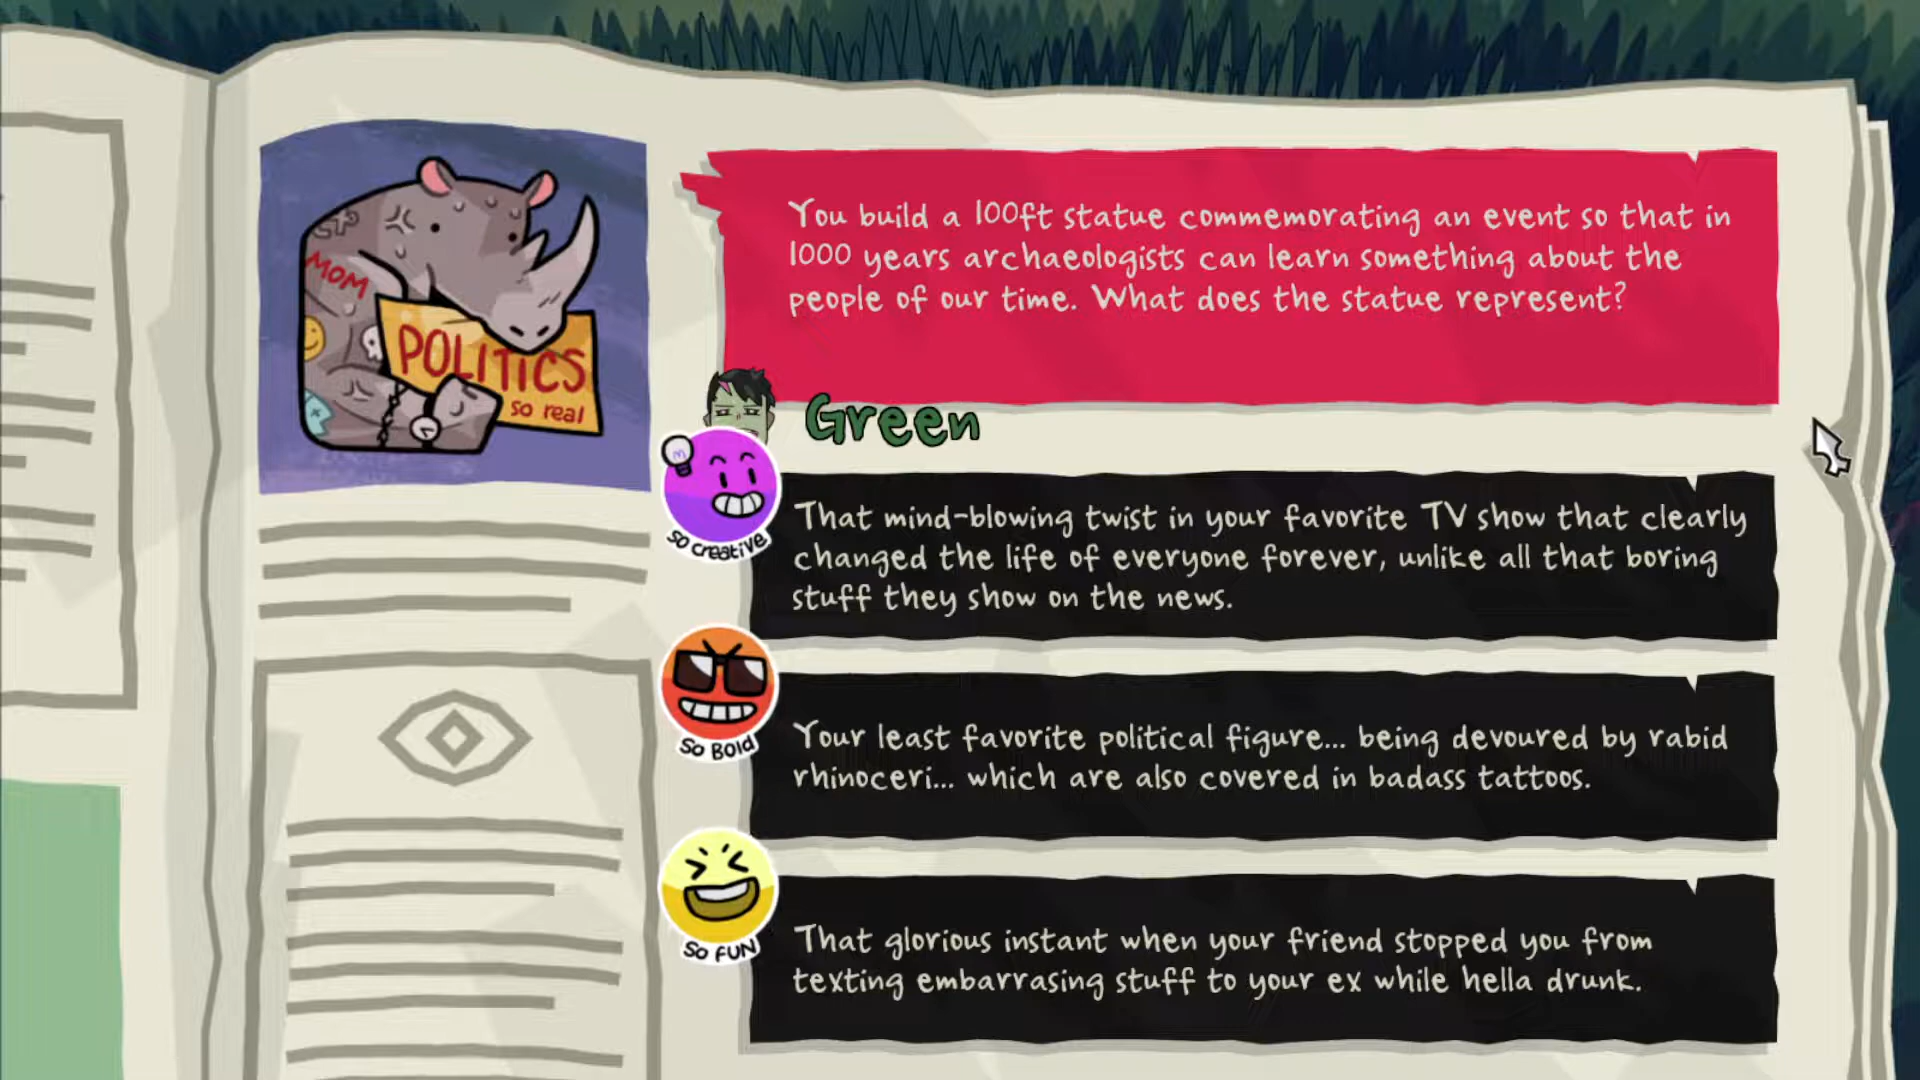 MOM
POLITICS
so real
You build a 100ft statue commemorating an event so that in
1000 years archaeologists can learn something about the
people of our time. What does the statue represent?
Green
so creative
That mind-blowing twist in your favorite TV show that clearly
changed the life of everyone forever, unlike all that boring
stuff they show on the news.
So Bold
Your least favorite political figure... being devoured by rabid
rhinoceri... which are also covered in badass tattoos.
So FUN
That glorious instant when your friend stopped you from
texting embarrasing stuff to your ex while hella drunk.